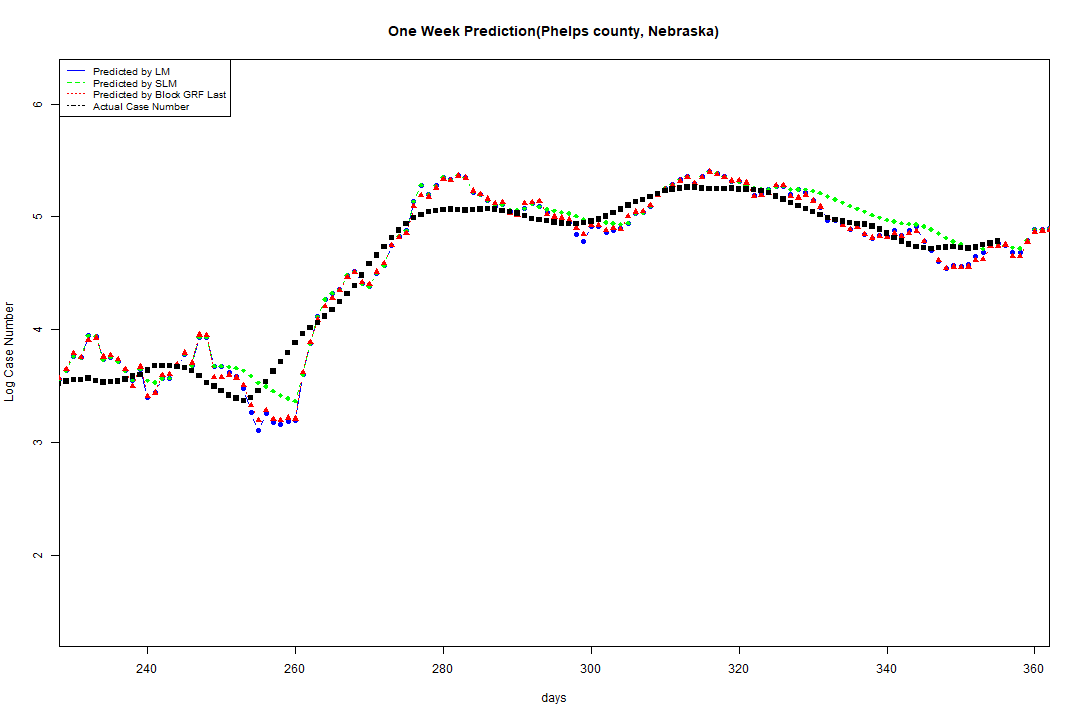 One Week Prediction(Phelps county, Nebraska)
Predicted by LM
Predicted by SLM
Predicted by Block GRF Last
Actual Case Number
6
5
4
3
2
Log Case Number
240 260 280 300 320 340 360
days